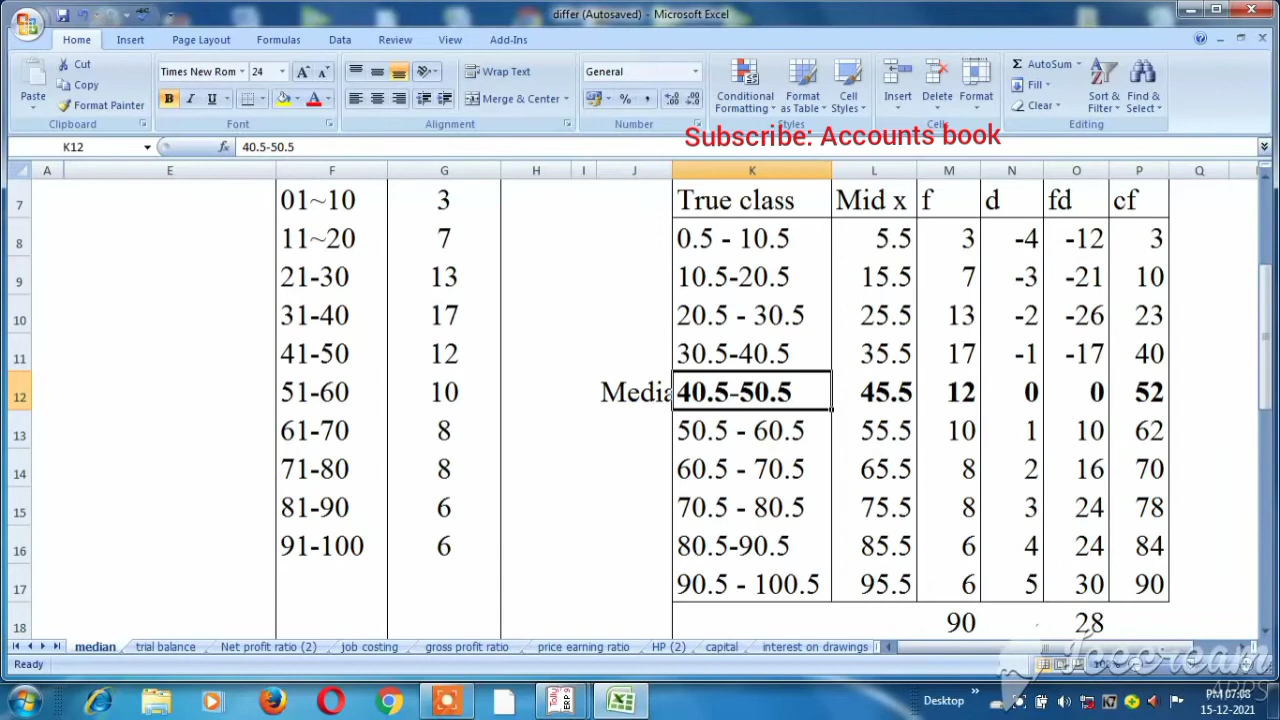 differ (Autosaved) - Microsoft Excel
Home Insert Page Layout Formulas Data Review View Add-Ins
Paste Cut Copy Format Painter Clipboard
Times New Rom 24 B I U Font
Wrap Text Merge & Center Alignment
General % , Number
Conditional Formatting Format as Table Cell Styles Styles
Insert Delete Format Cells
AutoSum Fill Clear Sort & Filter Find & Select Editing
Subscribe: Accounts book
K12 fx 40.5-50.5
A E F G H I J K L M N O P Q
7 01~10 3 True class Mid x f d fd cf
8 11~20 7 0.5 - 10.5 5.5 3 -4 -12 3
9 21-30 13 10.5-20.5 15.5 7 -3 -21 10
10 31-40 17 20.5 - 30.5 25.5 13 -2 -26 23
11 41-50 12 30.5-40.5 35.5 17 -1 -17 40
12 51-60 10 Media 40.5-50.5 45.5 12 0 0 52
13 61-70 8 50.5 - 60.5 55.5 10 1 10 62
14 71-80 8 60.5 - 70.5 65.5 8 2 16 70
15 81-90 6 70.5 - 80.5 75.5 8 3 24 78
16 91-100 6 80.5-90.5 85.5 6 4 24 84
17 90.5 - 100.5 95.5 6 5 30 90
18 90 28
median trial balance Net profit ratio (2) job costing gross profit ratio price earning ratio HP (2) capital interest on drawings
Ready
Icecream
APPS
Desktop » PM 07:08
15-12-2021